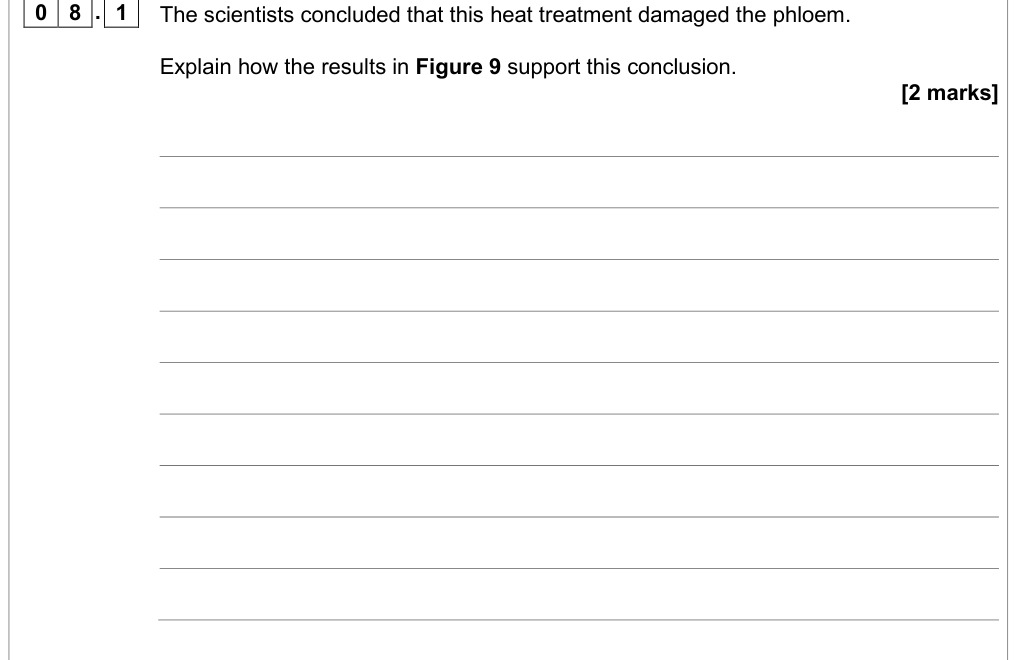 0 8 . 1 The scientists concluded that this heat treatment damaged the phloem.
Explain how the results in Figure 9 support this conclusion.
[2 marks]